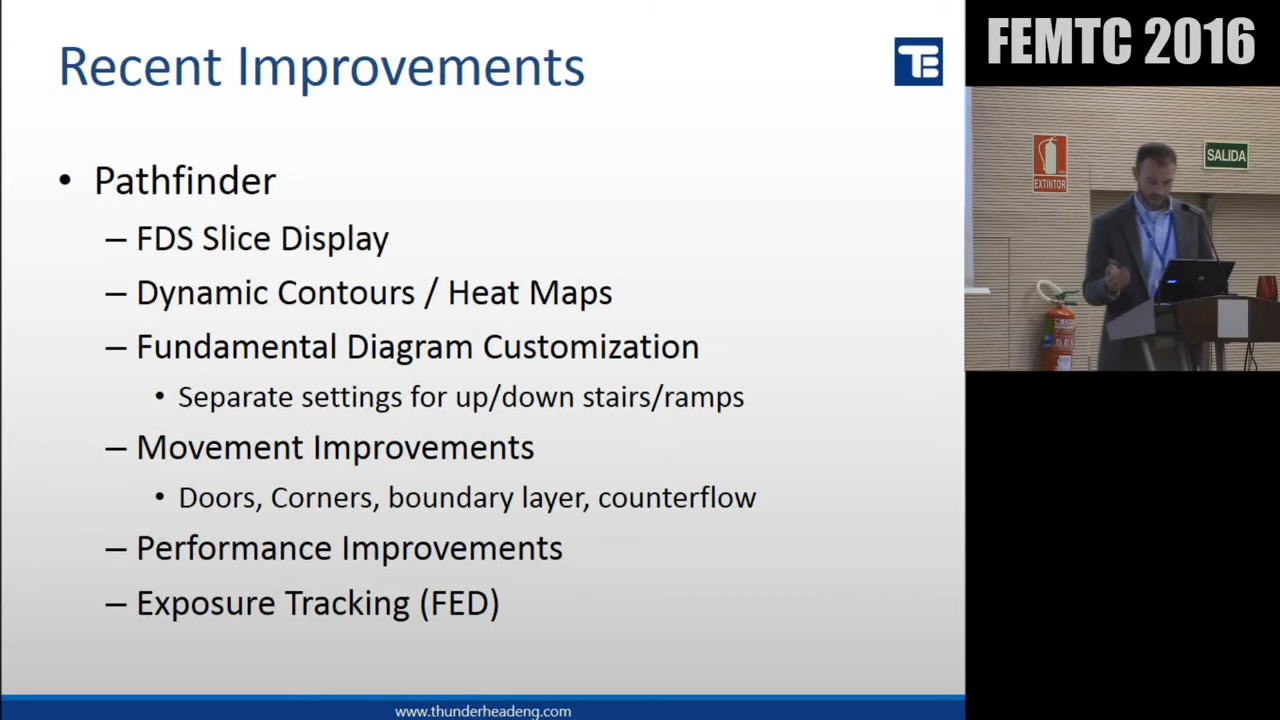 Recent Improvements
TE
FEMTC 2016
• Pathfinder
– FDS Slice Display
– Dynamic Contours / Heat Maps
– Fundamental Diagram Customization
• Separate settings for up/down stairs/ramps
– Movement Improvements
• Doors, Corners, boundary layer, counterflow
– Performance Improvements
– Exposure Tracking (FED)
www.thunderheadeng.com
EXTINTOR
SALIDA